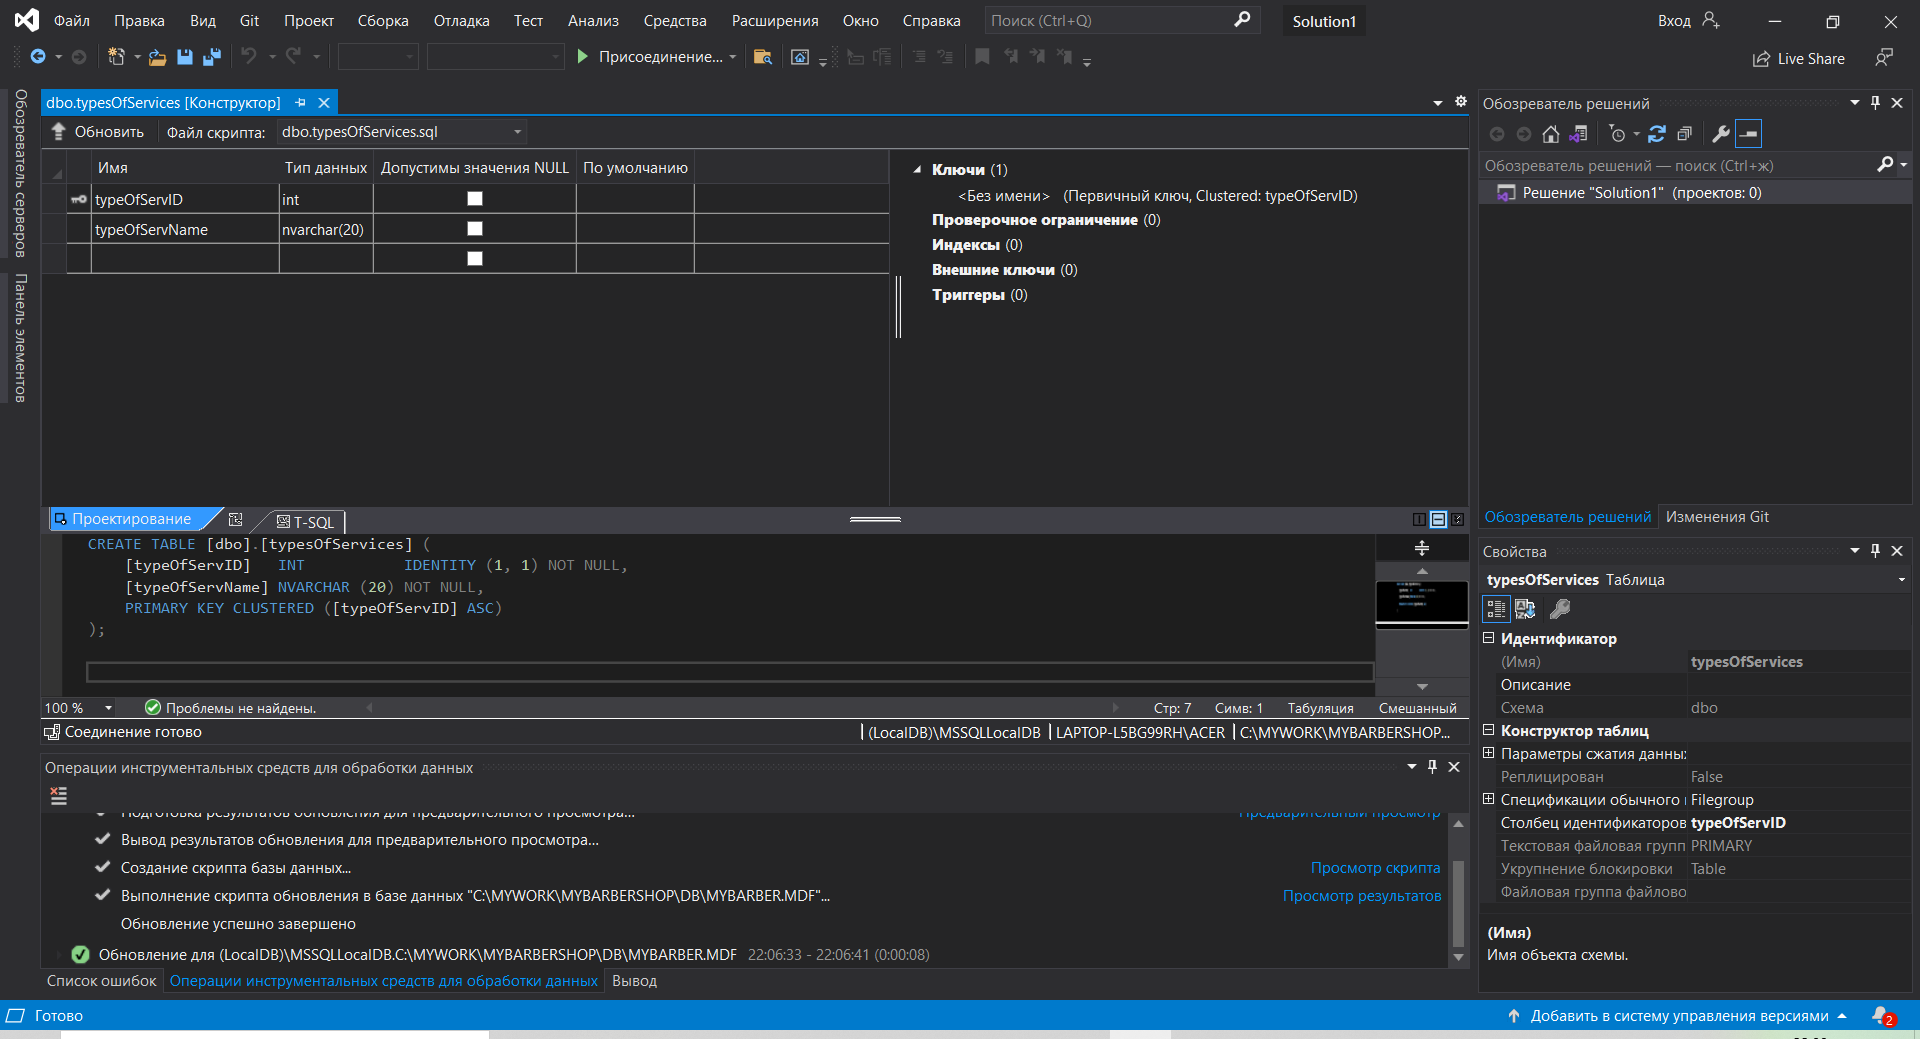 Файл Правка Вид Git Проект Сборка Отладка Тест Анализ Средства Расширения Окно Справка Поиск (Ctrl+Q) Solution1 Вход
Присоединение... Live Share
Обозреватель серверов
Панель элементов
dbo.typesOfServices [Конструктор]
Обновить Файл скрипта: dbo.typesOfServices.sql
Имя Тип данных Допустимы значения NULL По умолчанию
typeOfServID int
typeOfServName nvarchar(20)
Ключи (1)
<Без имени> (Первичный ключ, Clustered: typeOfServID)
Проверочное ограничение (0)
Индексы (0)
Внешние ключи (0)
Триггеры (0)
Проектирование T-SQL
CREATE TABLE [dbo].[typesOfServices] (
[typeOfServID] INT IDENTITY (1, 1) NOT NULL,
[typeOfServName] NVARCHAR (20) NOT NULL,
PRIMARY KEY CLUSTERED ([typeOfServID] ASC)
);
100 % Проблемы не найдены. Стр: 7 Симв: 1 Табуляция Смешанный
Соединение готово (LocalDB)\MSSQLLocalDB LAPTOP-L5BG99RH\ACER C:\MYWORK\MYBARBERSHOP...
Операции инструментальных средств для обработки данных
Подготовка результатов обновления для предварительного просмотра... Предварительный просмотр
Вывод результатов обновления для предварительного просмотра...
Создание скрипта базы данных... Просмотр скрипта
Выполнение скрипта обновления в базе данных "C:\MYWORK\MYBARBERSHOP\DB\MYBARBER.MDF"... Просмотр результатов
Обновление успешно завершено
Обновление для (LocalDB)\MSSQLLocalDB.C:\MYWORK\MYBARBERSHOP\DB\MYBARBER.MDF 22:06:33 - 22:06:41 (0:00:08)
Список ошибок Операции инструментальных средств для обработки данных Вывод
Обозреватель решений
Обозреватель решений — поиск (Ctrl+ж)
Решение "Solution1" (проектов: 0)
Обозреватель решений Изменения Git
Свойства
typesOfServices Таблица
Идентификатор
(Имя) typesOfServices
Описание
Схема dbo
Конструктор таблиц
Параметры сжатия данных
Реплицирован False
Спецификации обычного Filegroup
Столбец идентификаторов typeOfServID
Текстовая файловая групп PRIMARY
Укрупнение блокировки Table
Файловая группа файлово
(Имя)
Имя объекта схемы.
Готово Добавить в систему управления версиями 2